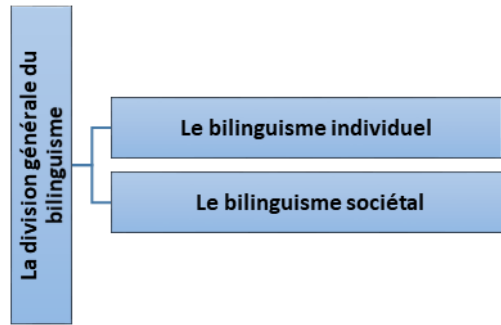 La division générale du
bilinguisme
Le bilinguisme individuel
Le bilinguisme sociétal